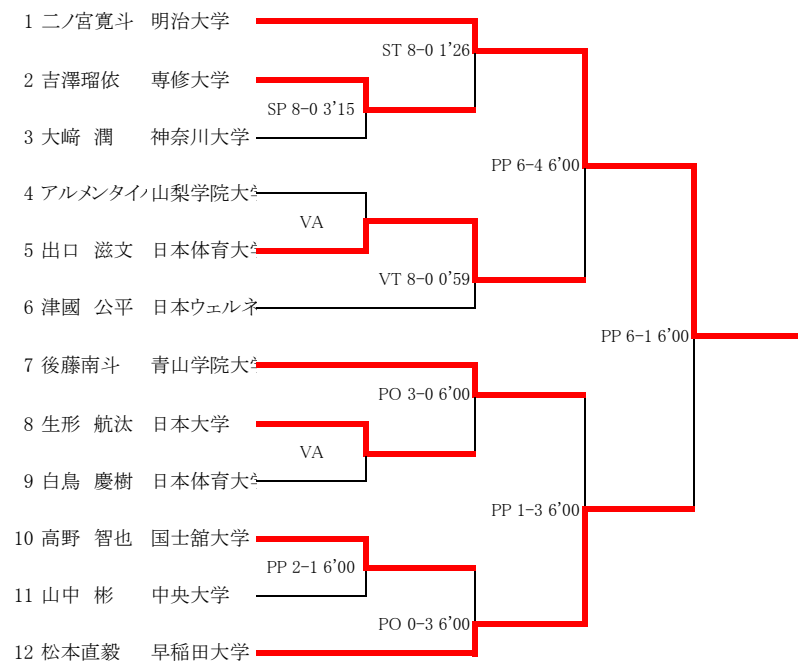 1 二ノ宮寛斗 明治大学
ST 8-0 1'26
2 吉澤瑠依 専修大学
SP 8-0 3'15
3 大﨑 潤 神奈川大学
PP 6-4 6'00
4 アルメンタイ 山梨学院大学
VA
5 出口 滋文 日本体育大学
VT 8-0 0'59
6 津國 公平 日本ウェルネ
PP 6-1 6'00
7 後藤南斗 青山学院大学
PO 3-0 6'00
8 生形 航汰 日本大学
VA
9 白鳥 慶樹 日本体育大学
PP 1-3 6'00
10 高野 智也 国士舘大学
PP 2-1 6'00
11 山中 彬 中央大学
PO 0-3 6'00
12 松本直毅 早稲田大学